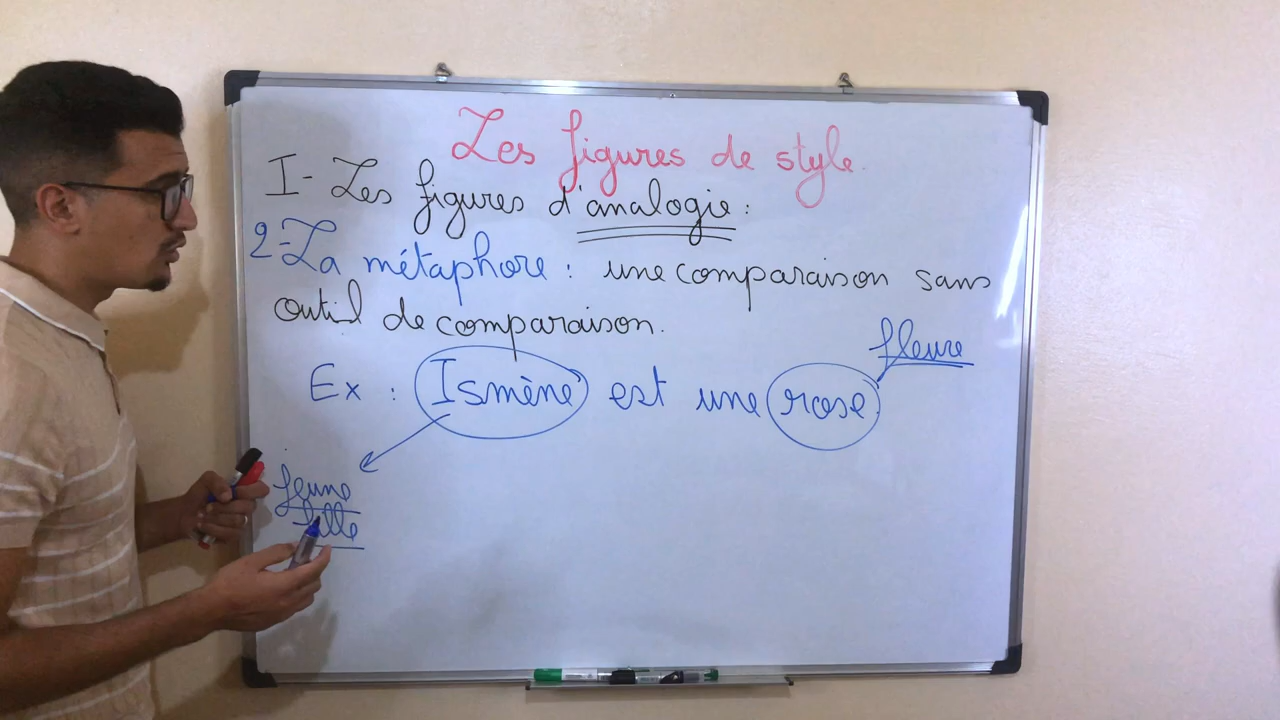 Les figures de style.
I- Les figures d'analogie :
2-La métaphore : une comparaison sans
outil de comparaison.
fleure
Ex : Ismène est une rose.
jeune
fille